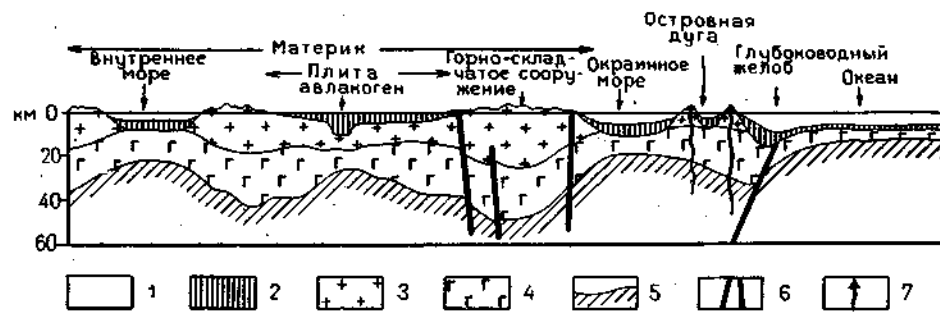 Островная
дуга
Материк
Внутреннее
море
Плита
авлакоген
Горно-склад-
чатое соору-
жение
Окраинное
море
Глубоководный
желоб
Океан
км 0
20
40
60
1 2 3 4 5 6 7